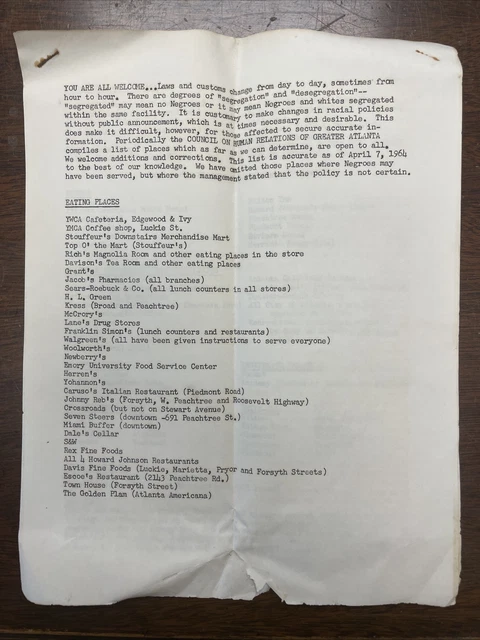 YOU ARE ALL WELCOME...Laws and customs change from day to day, sometimes from
hour to hour. There are degrees of "segregation" and "desegregation"--
"segregated" may mean no Negroes or it may mean Negroes and whites segregated
within the same facility. It is customary to make changes in racial policies
without public announcement, which is at times necessary and desirable. This
does make it difficult, however, for those affected to secure accurate in-
formation. Periodically the COUNCIL ON HUMAN RELATIONS OF GREATER ATLANTA
compiles a list of places which as far as we can determine, are open to all.
We welcome additions and corrections. This list is accurate as of April 7, 1964
to the best of our knowledge. We have omitted those places where Negroes may
have been served, but where the management stated that the policy is not certain.
EATING PLACES
YWCA Cafeteria, Edgewood & Ivy
YMCA Coffee shop, Luckie St.
Stouffer's Downstairs Merchandise Mart
Top O' the Mart (Stouffer's)
Rich's Magnolia Room and other eating places in the store
Davison's Tea Room and other eating places
Grant's
Jacob's Pharmacies (all branches)
Sears-Roebuck & Co. (all lunch counters in all stores)
H. L. Green
Kress (Broad and Peachtree)
McCrory's
Lane's Drug Stores
Franklin Simon's (lunch counters and restaurants)
Walgreen's (all have been given instructions to serve everyone)
Woolworth's
Newberry's
Emory University Food Service Center
Herren's
Yohannon's
Caruso's Italian Restaurant (Piedmont Road)
Johnny Reb's (Forsyth, W. Peachtree and Roosevelt Highway)
Crossroads (but not on Stewart Avenue)
Seven Steers (downtown -691 Peachtree St.)
Miami Buffer (downtown)
Dale's Cellar
S&W
Rex Fine Foods
All 4 Howard Johnson Restaurants
Davis Fine Foods (Luckie, Marietta, Pryor and Forsyth Streets)
Escoe's Restaurant (2143 Peachtree Rd.)
Town House (Forsyth Street)
The Golden Plan (Atlanta Americana)